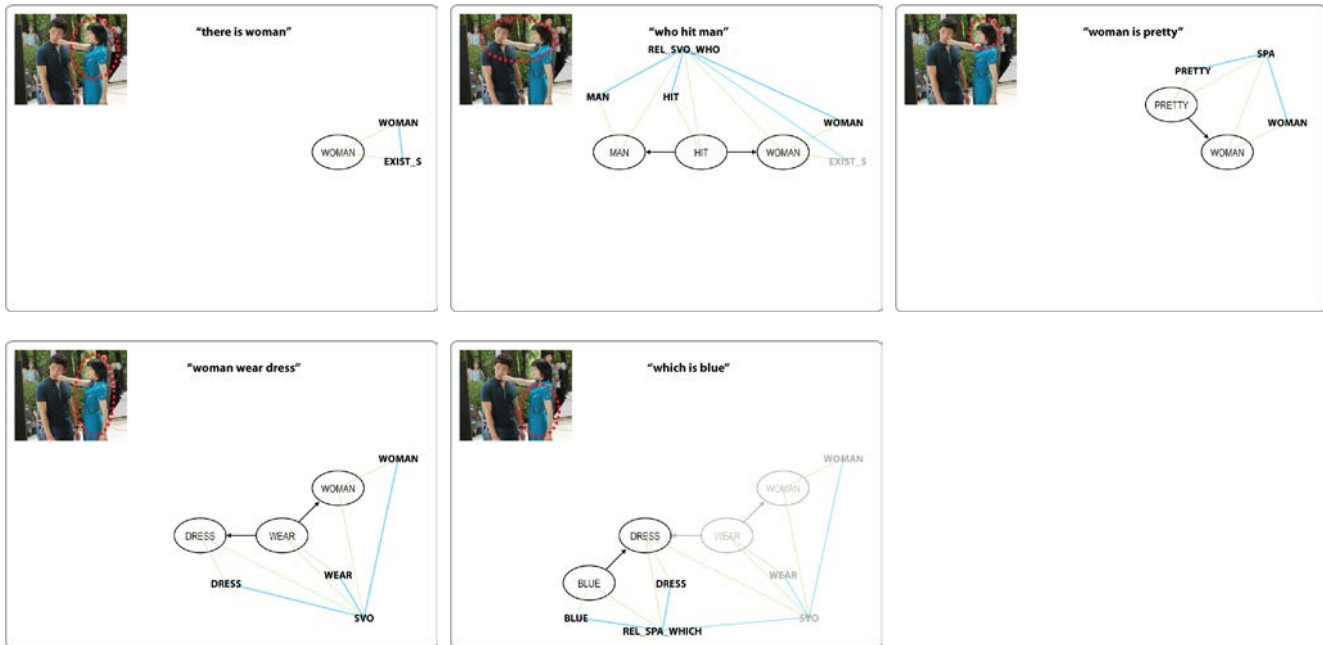 "there is woman"
WOMAN
WOMAN
EXIST_S
"who hit man"
REL_SVO_WHO
MAN
HIT
WOMAN
MAN
HIT
WOMAN
EXIST_S
"woman is pretty"
SPA
PRETTY
PRETTY
WOMAN
WOMAN
"woman wear dress"
WOMAN
WOMAN
DRESS
WEAR
WEAR
DRESS
SVO
"which is blue"
WOMAN
WOMAN
DRESS
WEAR
WEAR
BLUE
DRESS
BLUE
SVO
REL_SPA_WHICH